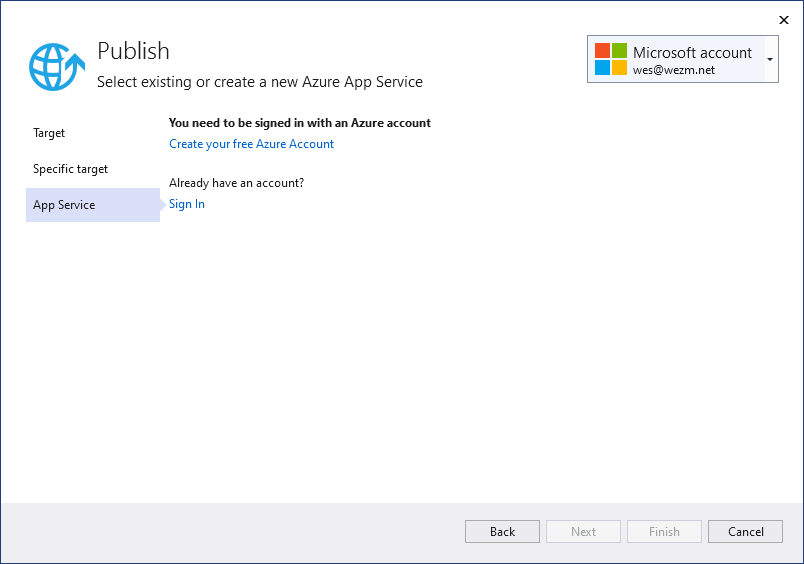 Publish
Select existing or create a new Azure App Service
Microsoft account
wes@wezm.net
Target
Specific target
App Service
You need to be signed in with an Azure account
Create your free Azure Account
Already have an account?
Sign In
Back
Next
Finish
Cancel